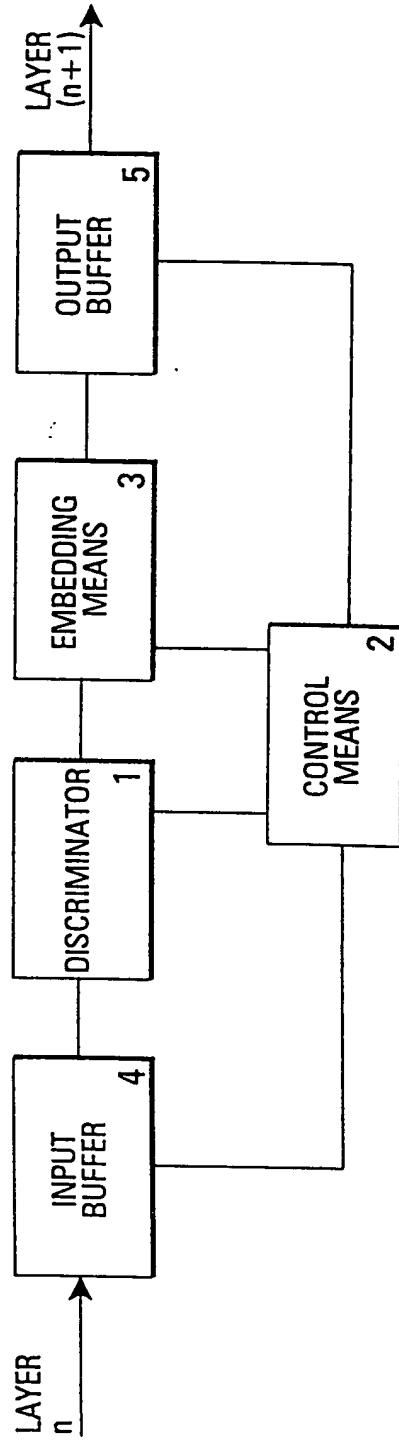 LAYER
n
INPUT
BUFFER
4
DISCRIMINATOR
1
EMBEDDING
MEANS
3
OUTPUT
BUFFER
5
LAYER
(n+1)
CONTROL
MEANS
2